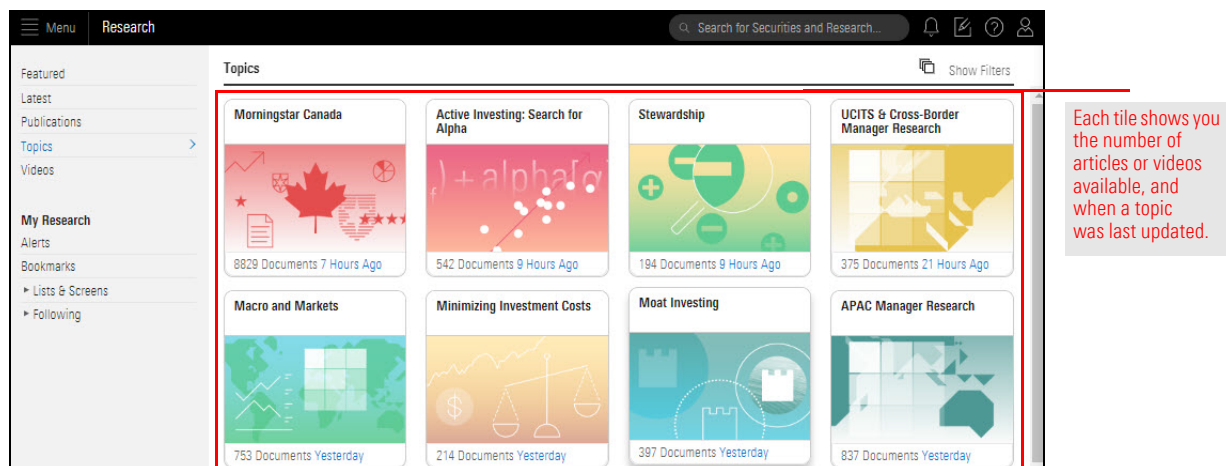 Menu Research Search for Securities and Research...
Featured
Latest
Publications
Topics
Videos
My Research
Alerts
Bookmarks
Lists & Screens
Following
Topics Show Filters
Morningstar Canada
8829 Documents 7 Hours Ago
Active Investing: Search for
Alpha
) + alpha[α
542 Documents 9 Hours Ago
Stewardship
194 Documents 9 Hours Ago
UCITS & Cross-Border
Manager Research
375 Documents 21 Hours Ago
Macro and Markets
753 Documents Yesterday
Minimizing Investment Costs
$
214 Documents Yesterday
Moat Investing
397 Documents Yesterday
APAC Manager Research
837 Documents Yesterday
Each tile shows you
the number of
articles or videos
available, and
when a topic
was last updated.